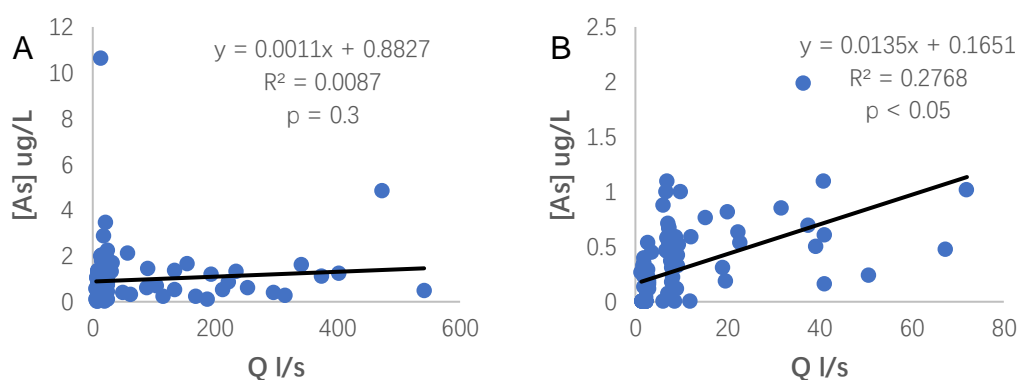 A
[As] ug/L
12
10
8
6
4
2
0
y = 0.0011x + 0.8827
R² = 0.0087
p = 0.3
0 200 400 600
Q l/s
B
[As] ug/L
2.5
2
1.5
1
0.5
0
y = 0.0135x + 0.1651
R² = 0.2768
p < 0.05
0 20 40 60 80
Q l/s